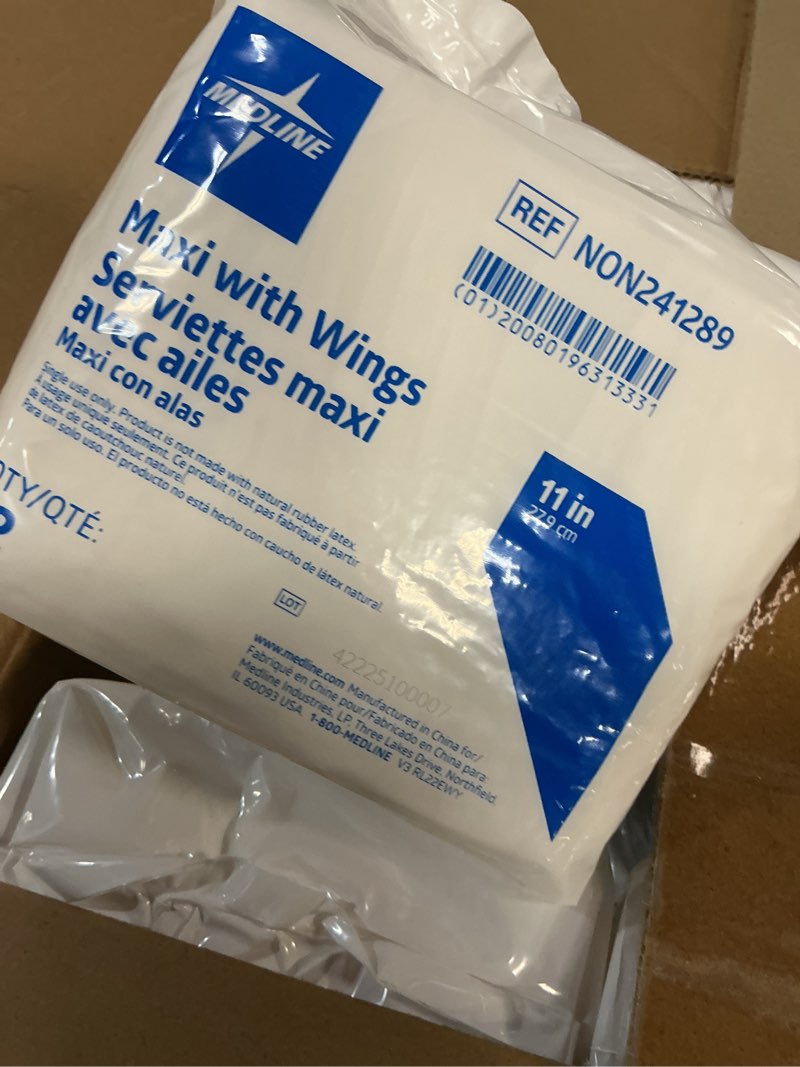 MEDLINE
REF NON241289
(01)20080196313331
Maxi with Wings
Serviettes maxi
avec ailes
Maxi con alas
Single use only. Product is not made with natural rubber latex.
À usage unique seulement. Ce produit n'est pas fabriqué à partir
de latex de caoutchouc naturel.
Para un solo uso. El producto no está hecho con caucho de látex natural.
11 in
27.9 cm
QTY/QTÉ:
LOT
42225100007
www.medline.com Manufactured in China for/
Fabriqué en Chine pour/Fabricado en China para:
Medline Industries, LP, Three Lakes Drive, Northfield,
IL 60093 USA. 1-800-MEDLINE V3 RL22EWY